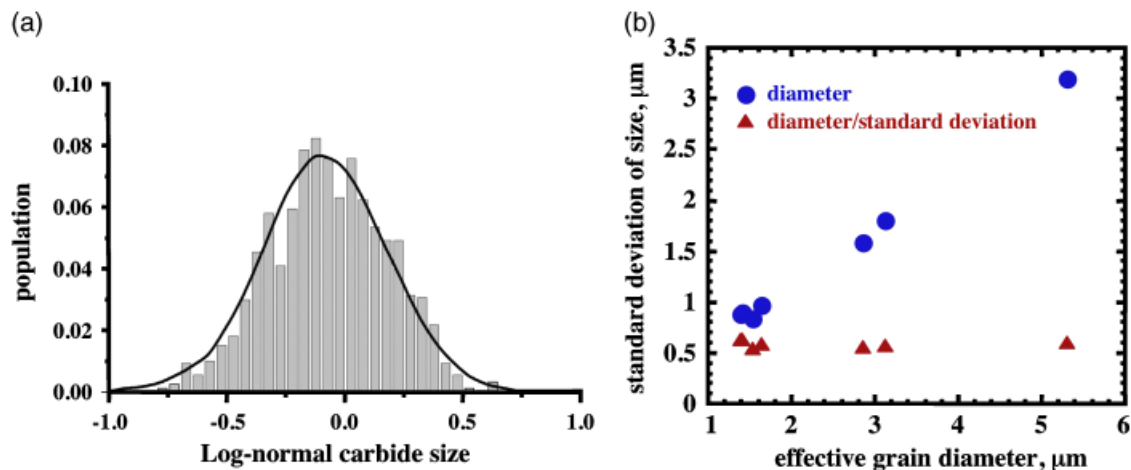 (a)
0.10
0.08
0.06
0.04
0.02
0.00
population
-1.0 -0.5 0.0 0.5 1.0
Log-normal carbide size
(b)
3.5
3
2.5
2
1.5
1
0.5
0
standard deviation of size, μm
diameter
diameter/standard deviation
1 2 3 4 5 6
effective grain diameter, μm